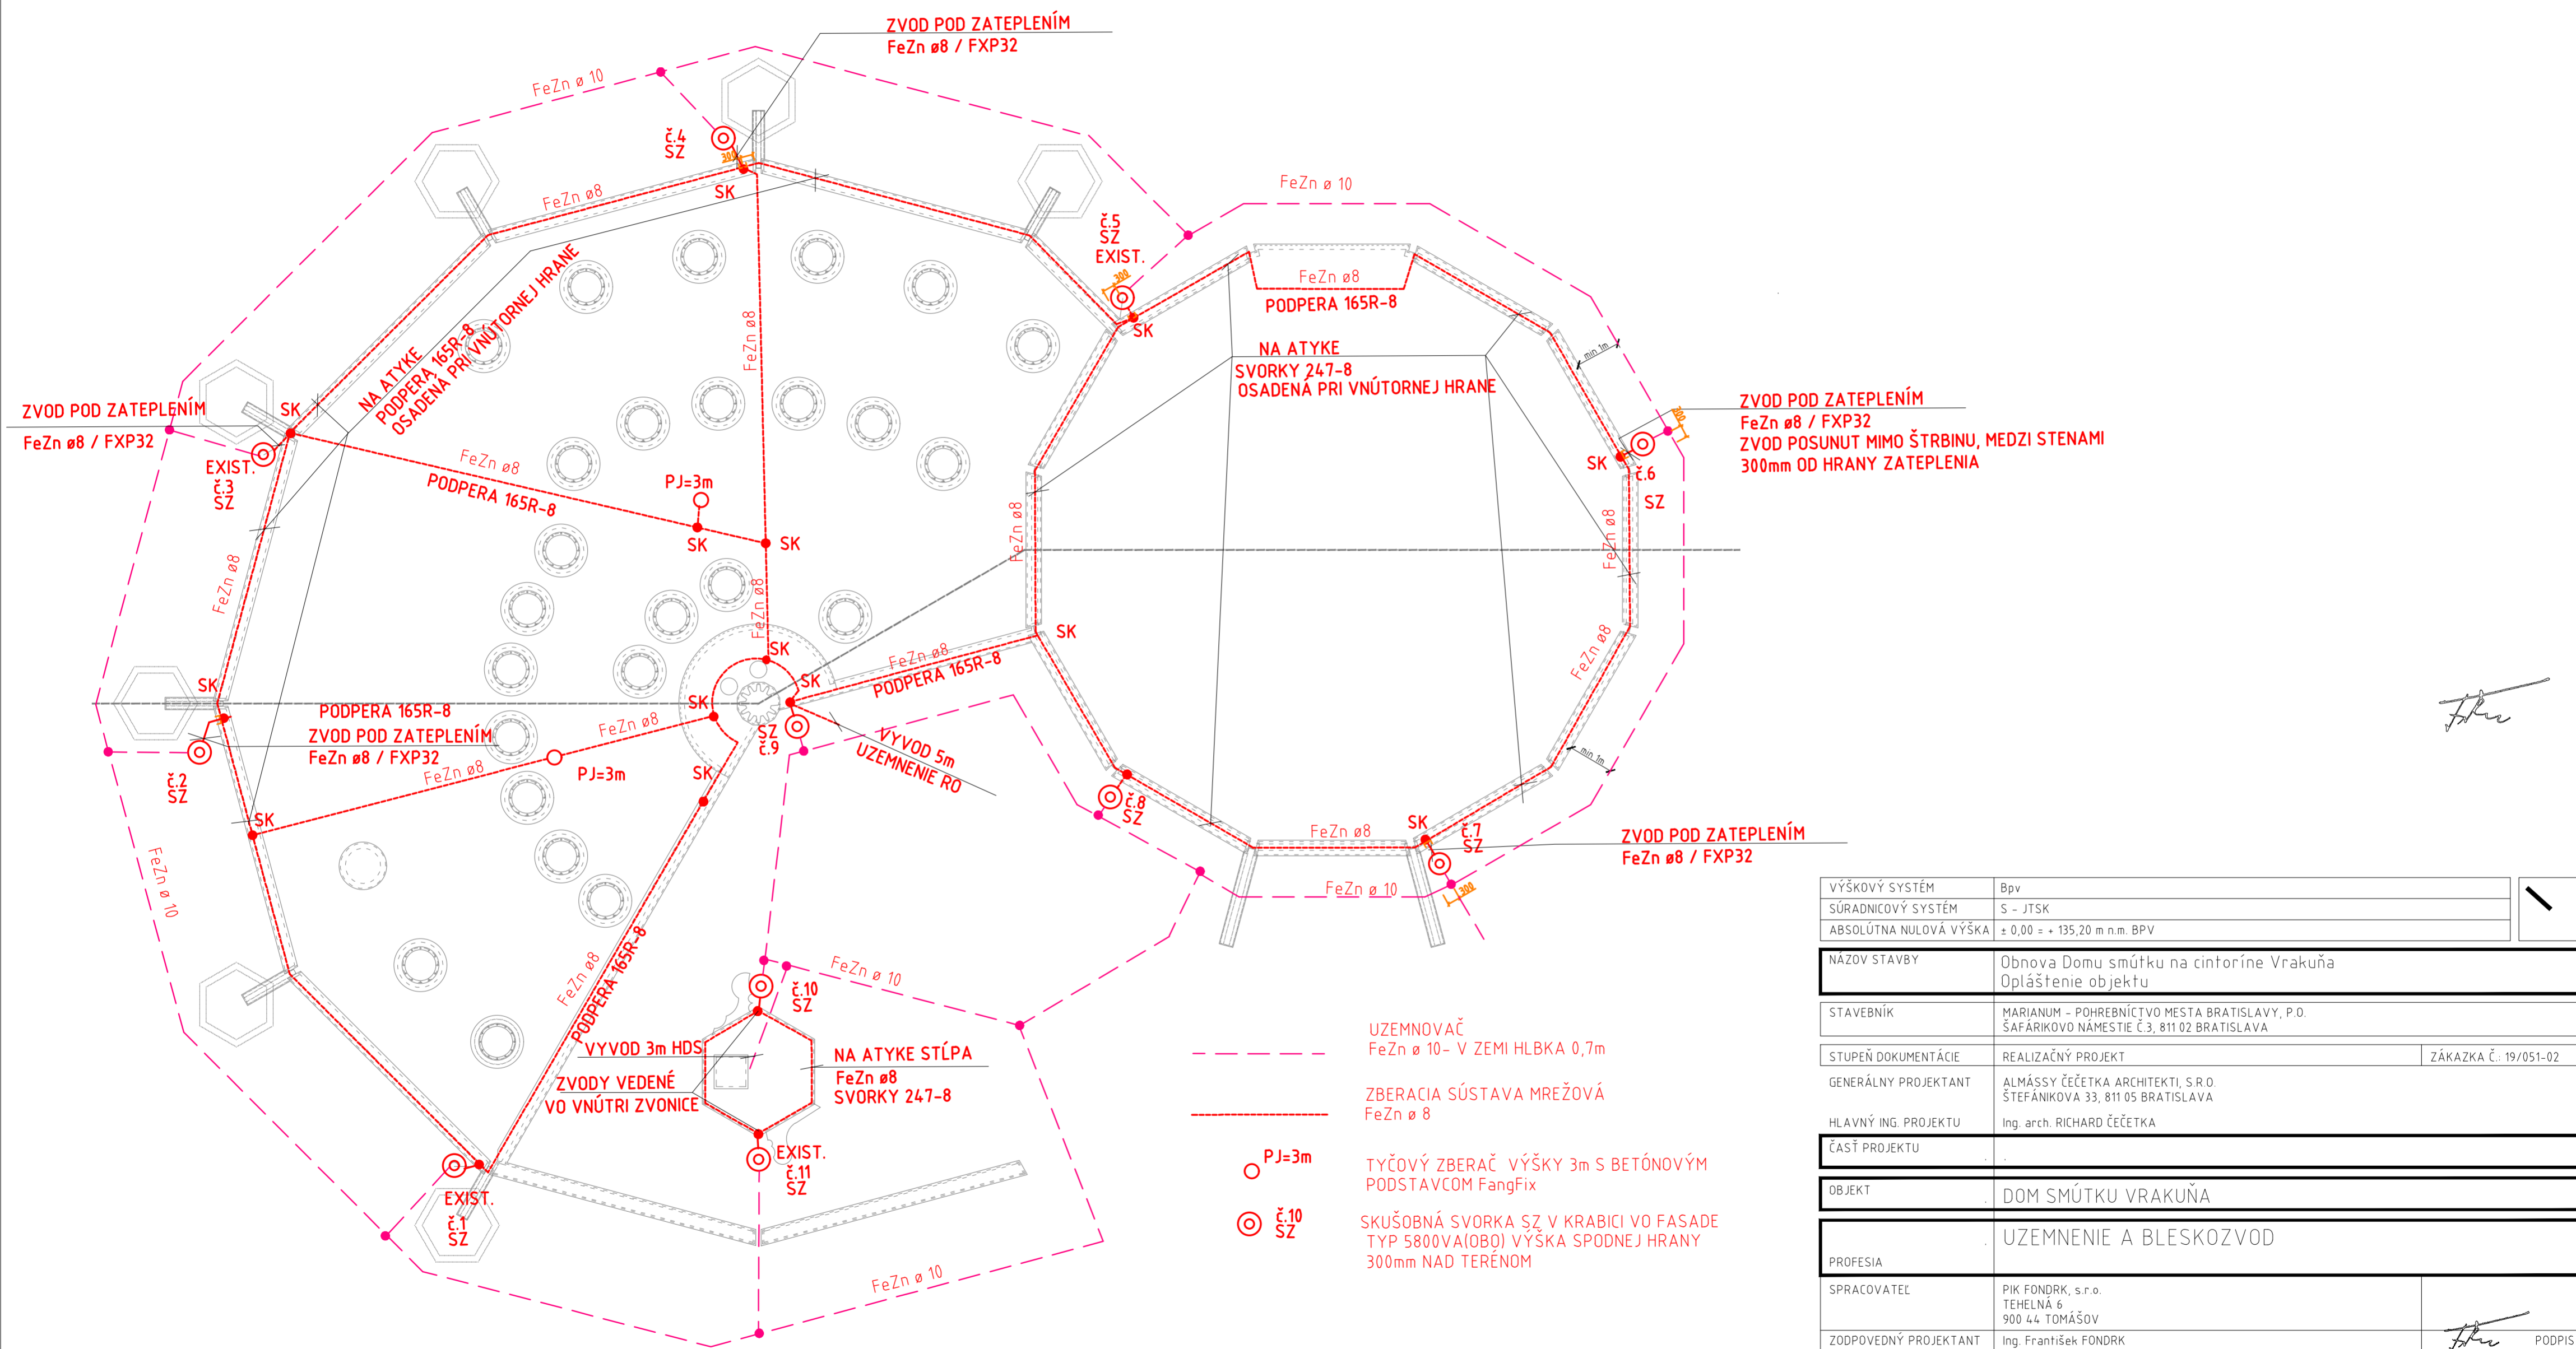 ZVOD POD ZATEPLENÍM
FeZn ø8 / FXP32
FeZn ø 10
č.4
SZ
300
SK
FeZn ø8
NA ATYKE
PODPERA 165R-8
OSADENÁ PRI VNÚTORNEJ HRANE
FeZn ø8
č.5
SZ
EXIST.
300
SK
FeZn ø 10
FeZn ø8
PODPERA 165R-8
NA ATYKE
SVORKY 247-8
OSADENÁ PRI VNÚTORNEJ HRANE
min. 1m
ZVOD POD ZATEPLENÍM
FeZn ø8 / FXP32
ZVOD POSUNUT MIMO ŠTRBINU, MEDZI STENAMI
300mm OD HRANY ZATEPLENIA
300
SK
č.6
SZ
ZVOD POD ZATEPLENÍM
FeZn ø8 / FXP32
SK
EXIST.
č.3
SZ
FeZn ø8
PODPERA 165R-8
PJ=3m
SK
SK
FeZn ø8
FeZn ø8
FeZn ø8
FeZn ø8
FeZn ø8
SK
SK
SK
FeZn ø8
PODPERA 165R-8
SK
SK
PODPERA 165R-8
ZVOD POD ZATEPLENÍM
FeZn ø8 / FXP32
č.2
SZ
FeZn ø8
FeZn ø8
PJ=3m
SK
SK
SZ
č.9
VÝVOD 5m
UZEMNENIE RO
č.8
SZ
FeZn ø8
SK
č.7
SZ
ZVOD POD ZATEPLENÍM
FeZn ø8 / FXP32
FeZn ø8
min. 1m
300
FeZn ø 10
FeZn ø 10
FeZn ø8
PODPERA 165R-8
FeZn ø 10
č.10
SZ
VYVOD 3m HDS
ZVODY VEDENÉ
VO VNÚTRI ZVONICE
NA ATYKE STĹPA
FeZn ø8
SVORKY 247-8
EXIST.
č.11
SZ
EXIST.
č.1
SZ
FeZn ø 10
UZEMNOVAČ
FeZn ø 10- V ZEMI HLBKA 0,7m
ZBERACIA SÚSTAVA MREŽOVÁ
FeZn ø 8
PJ=3m
TYČOVÝ ZBERAČ VÝŠKY 3m S BETÓNOVÝM
PODSTAVCOM FangFix
č.10
SZ
SKUŠOBNÁ SVORKA SZ V KRABICI VO FASADE
TYP 5800VA(OBO) VÝŠKA SPODNEJ HRANY
300mm NAD TERÉNOM
VÝŠKOVÝ SYSTÉM Bpv
SÚRADNICOVÝ SYSTÉM S - JTSK
ABSOLÚTNA NULOVÁ VÝŠKA ± 0,00 = + 135,20 m n.m. BPV
NÁZOV STAVBY Obnova Domu smútku na cintoríne Vrakuňa
Opláštenie objektu
STAVEBNÍK MARIANUM - POHREBNÍCTVO MESTA BRATISLAVY, P.O.
ŠAFÁRIKOVO NÁMESTIE Č.3, 811 02 BRATISLAVA
STUPEŇ DOKUMENTÁCIE REALIZAČNÝ PROJEKT ZÁKAZKA Č.: 19/051-02
GENERÁLNY PROJEKTANT ALMÁSSY ČEČETKA ARCHITEKTI, S.R.O.
ŠTEFÁNIKOVA 33, 811 05 BRATISLAVA
HLAVNÝ ING. PROJEKTU Ing. arch. RICHARD ČEČETKA
ČASŤ PROJEKTU
OBJEKT DOM SMÚTKU VRAKUŇA
UZEMNENIE A BLESKOZVOD
PROFESIA
SPRACOVATEĽ PIK FONDRK, s.r.o.
TEHELNÁ 6
900 44 TOMÁŠOV
ZODPOVEDNÝ PROJEKTANT Ing. František FONDRK PODPIS